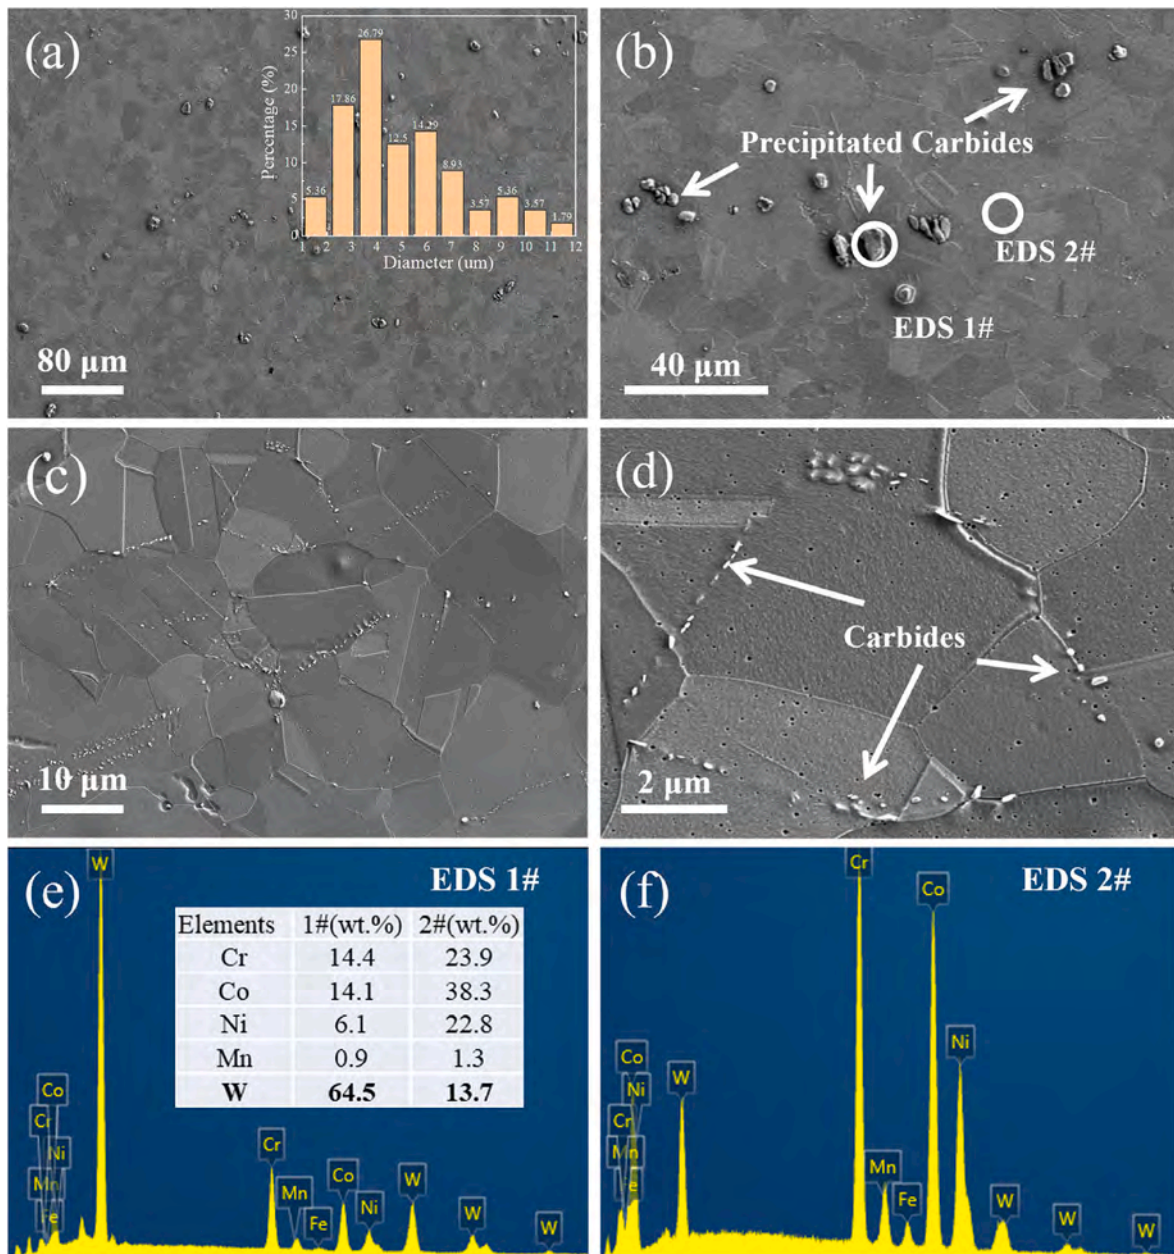 (a)
30
25
20
15
10
5
0
Percentage (%)
5.36
17.86
26.79
12.5
14.29
8.93
3.57
5.36
3.57
1.79
1 2 3 4 5 6 7 8 9 10 11 12
Diameter (um)
80 μm
(b)
Precipitated Carbides
EDS 2#
EDS 1#
40 μm
(c)
10 μm
(d)
Carbides
2 μm
(e)
EDS 1#
W
Elements 1#(wt.%) 2#(wt.%)
Cr 14.4 23.9
Co 14.1 38.3
Ni 6.1 22.8
Mn 0.9 1.3
W 64.5 13.7
Co
Cr
Ni
Mn
Fe
Cr
Mn
Fe
Co
Ni
W
W
W
(f)
EDS 2#
Cr
Co
Co
Ni
Cr
Mn
Fe
W
Mn
Fe
Ni
W
W
W